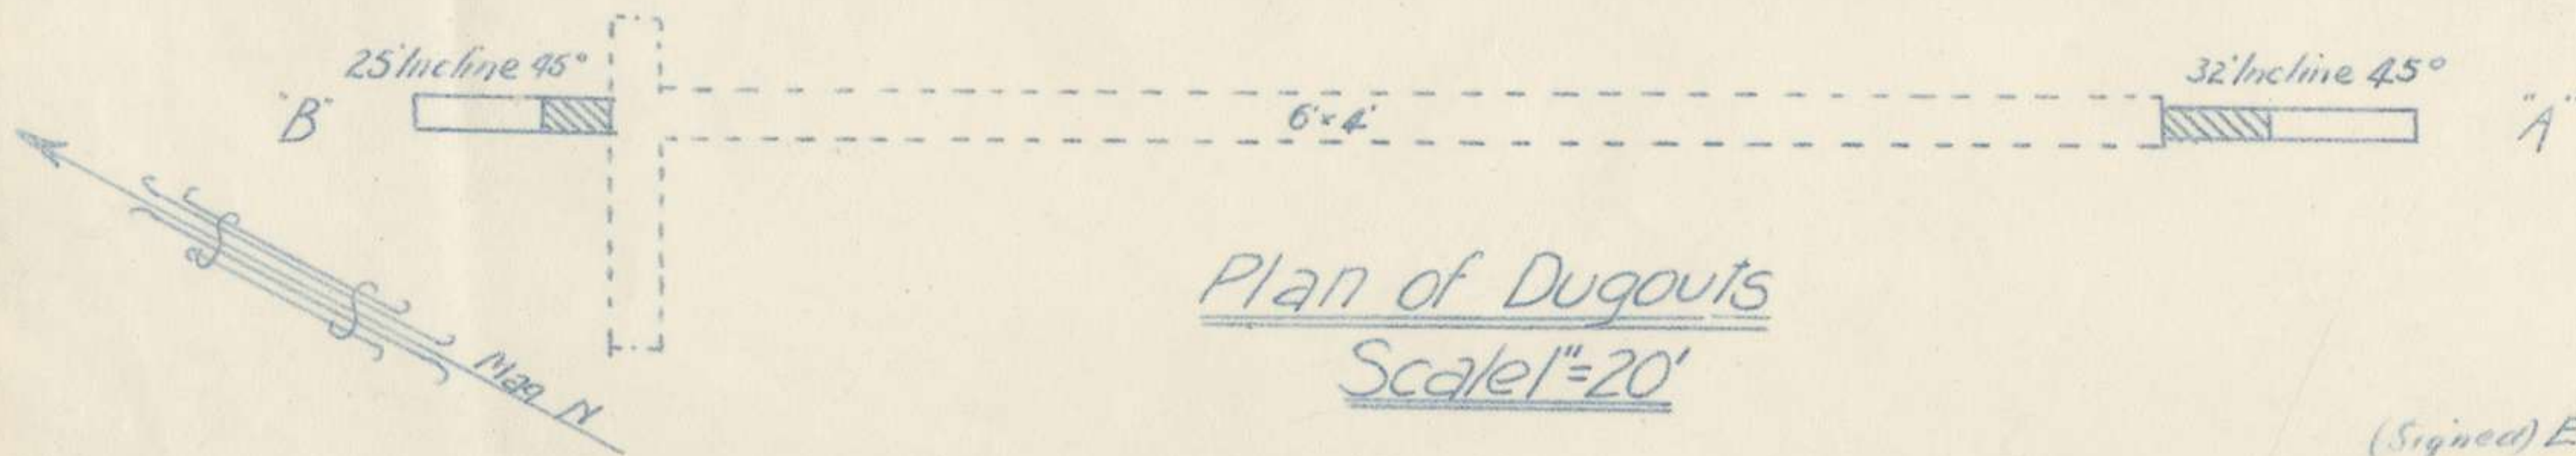 25' Incline 45°
32' Incline 45°
"B"
6' x 4'
"A"
Mag N
Plan of Dugouts
Scale 1"=20'
(Signed) E